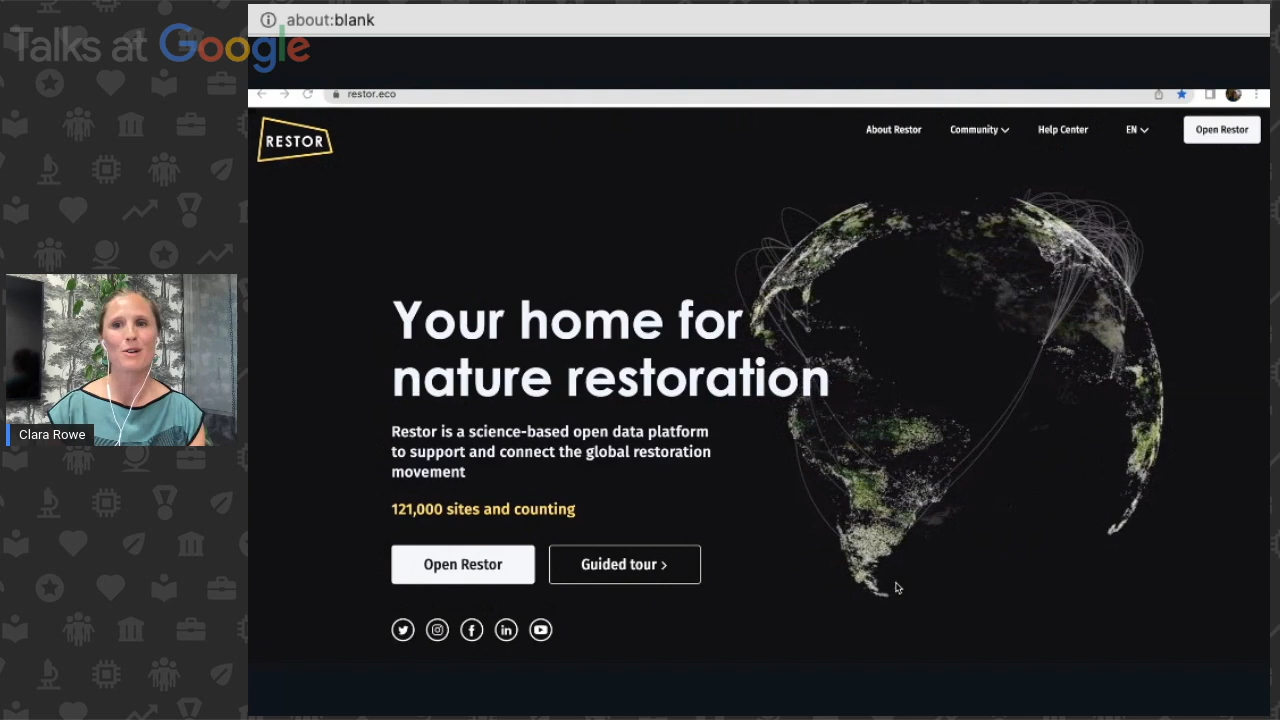 about:blank
Talks at Google
restor.eco
RESTOR
About Restor
Community
Help Center
EN
Open Restor
Your home for
nature restoration
Restor is a science-based open data platform
to support and connect the global restoration
movement
121,000 sites and counting
Open Restor
Guided tour >
Clara Rowe